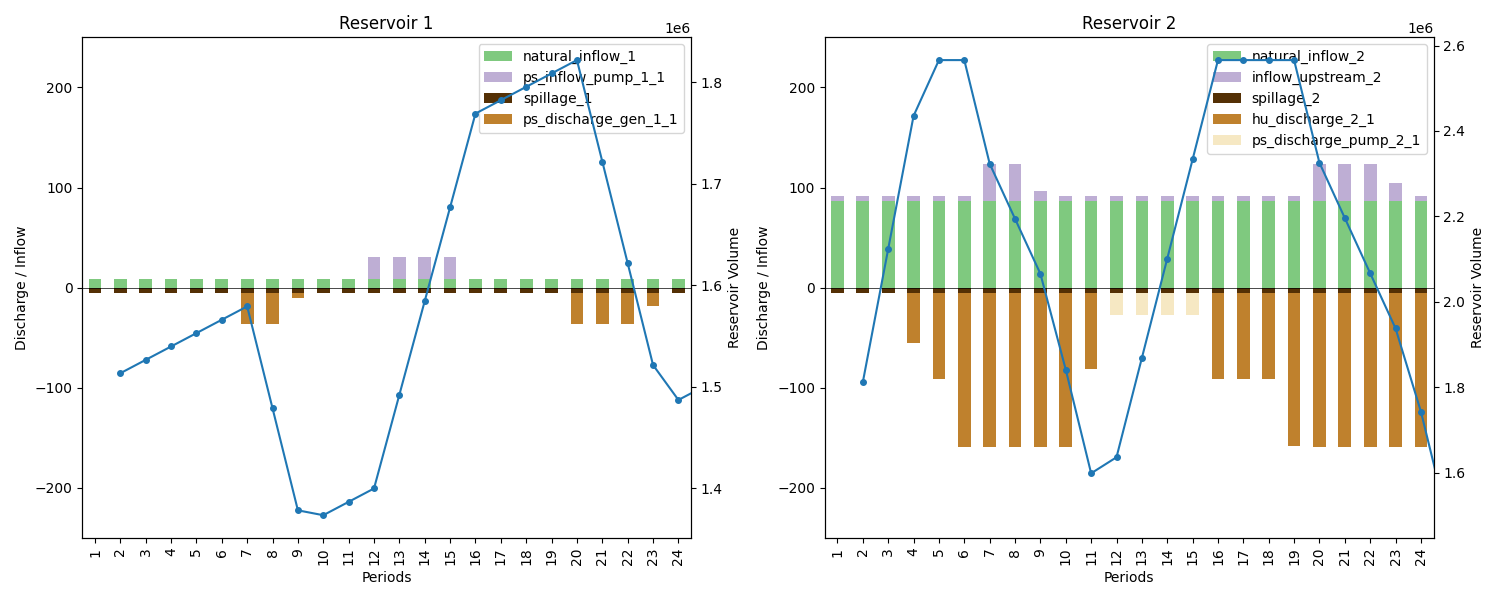 Reservoir 1
1e6
natural_inflow_1
ps_inflow_pump_1_1
spillage_1
ps_discharge_gen_1_1
200
100
0
−100
−200
Discharge / Inflow
1.8
1.7
1.6
1.5
1.4
Reservoir Volume
1 2 3 4 5 6 7 8 9 10 11 12 13 14 15 16 17 18 19 20 21 22 23 24
Periods
Reservoir 2
1e6
natural_inflow_2
inflow_upstream_2
spillage_2
hu_discharge_2_1
ps_discharge_pump_2_1
200
100
0
−100
−200
Discharge / Inflow
2.6
2.4
2.2
2.0
1.8
1.6
Reservoir Volume
1 2 3 4 5 6 7 8 9 10 11 12 13 14 15 16 17 18 19 20 21 22 23 24
Periods